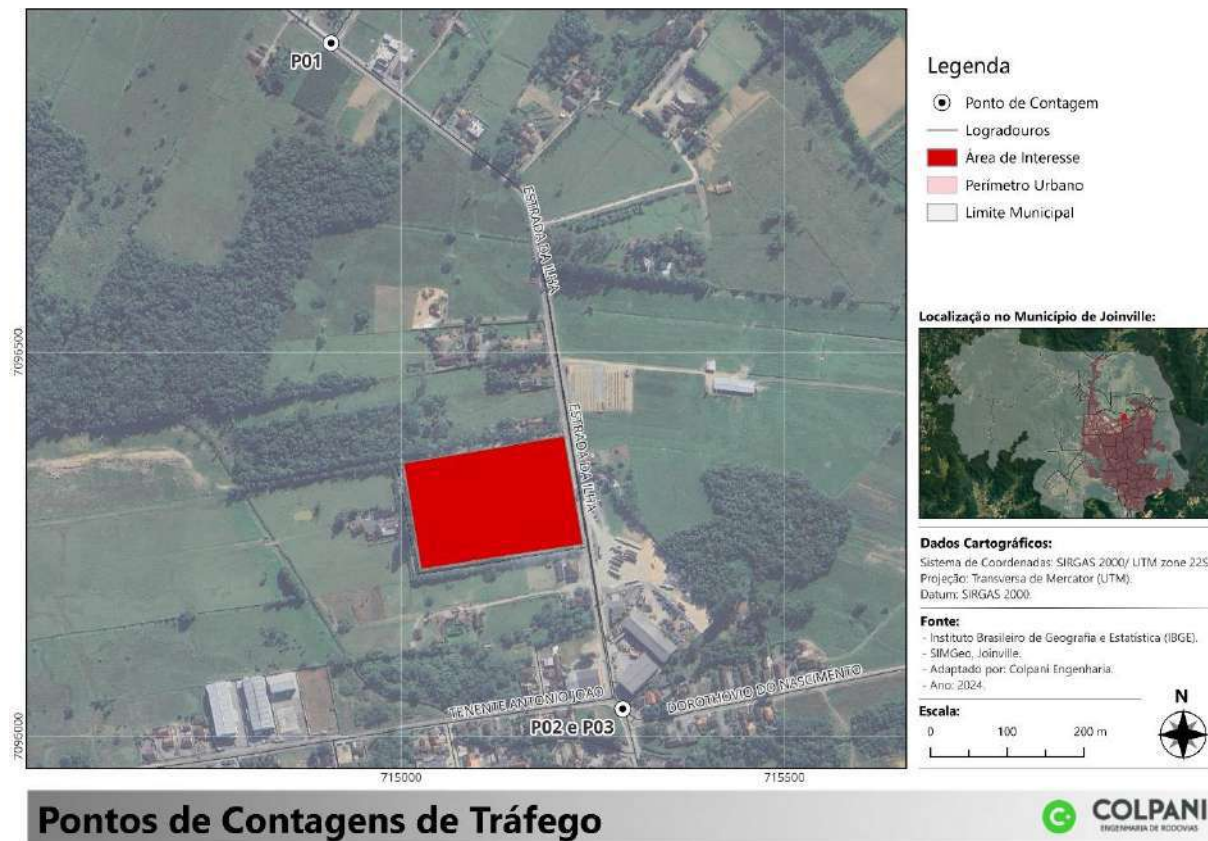 P01
ESTRADA DA ILHA
ESTRADA DA ILHA
TENENTE ANTONIO JOAO
DOROTHOVIO DO NASCIMENTO
P02 e P03
7096500
7096000
715000
715500
Legenda
Ponto de Contagem
Logradouros
Área de Interesse
Perímetro Urbano
Limite Municipal
Localização no Município de Joinville:
Dados Cartográficos:
Sistema de Coordenadas: SIRGAS 2000/ UTM zone 22S
Projeção: Transversa de Mercator (UTM).
Datum: SIRGAS 2000.
Fonte:
- Instituto Brasileiro de Geografia e Estatística (IBGE).
- SIMGeo, Joinville.
- Adaptado por: Colpani Engenharia.
- Ano: 2024.
Escala:
0 100 200 m
N
Pontos de Contagens de Tráfego
COLPANI
ENGENHARIA DE RODOVIAS